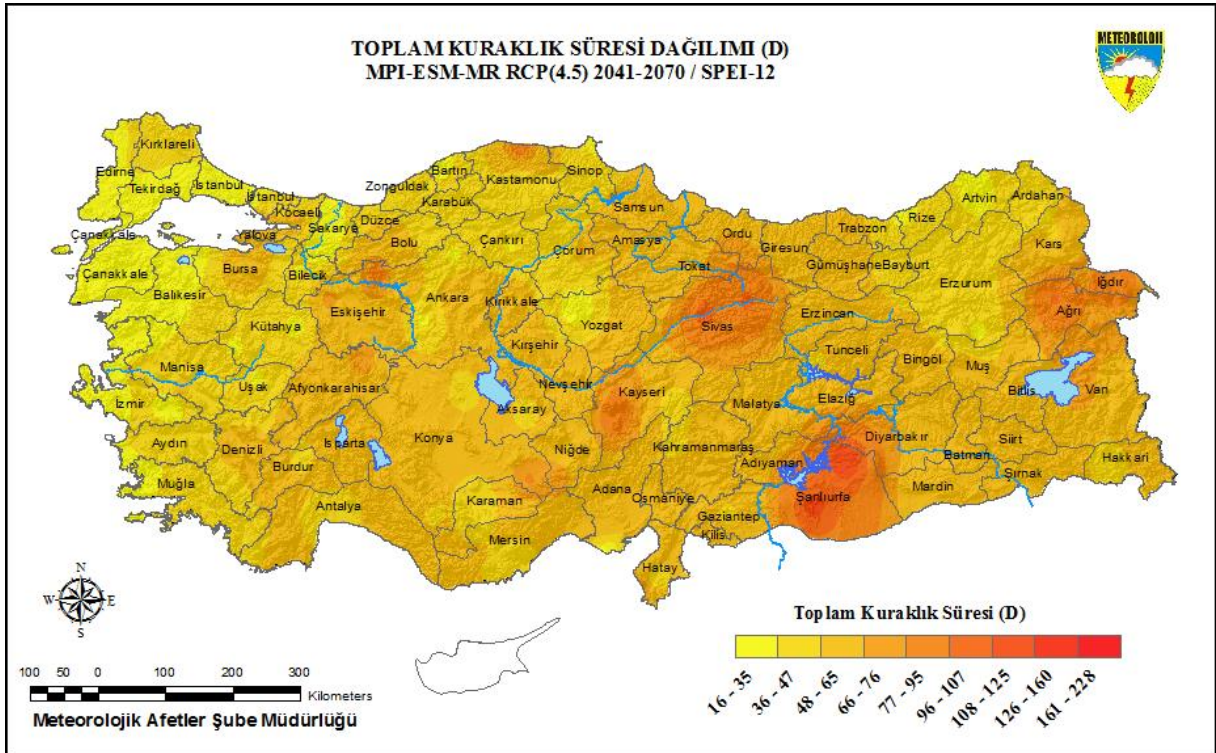 TOPLAM KURAKLIK SÜRESİ DAĞILIMI (D)
MPI-ESM-MR RCP(4.5) 2041-2070 / SPEI-12
METEOROLOJI
Kırklareli
Edirne
Tekirdağ
İstanbul
İstanbul
Kocaeli
Yalova
Sakarya
Düzce
Zonguldak
Bartın
Karabük
Kastamonu
Sinop
Samsun
Ordu
Giresun
Trabzon
Rize
Artvin
Ardahan
Kars
Çanakkale
Çanakkale
Balıkesir
Bursa
Bilecik
Bolu
Çankırı
Çorum
Amasya
Tokat
Gümüşhane
Bayburt
Erzurum
Iğdır
Ağrı
Kütahya
Eskişehir
Ankara
Kırıkkale
Yozgat
Sivas
Erzincan
Tunceli
Bingöl
Muş
Manisa
Uşak
Afyonkarahisar
Kırşehir
Nevşehir
Kayseri
Malatya
Elazığ
Bitlis
Van
İzmir
Aksaray
Aydın
Denizli
Isparta
Konya
Niğde
Kahramanmaraş
Adıyaman
Diyarbakır
Batman
Siirt
Şırnak
Hakkari
Muğla
Burdur
Antalya
Karaman
Mersin
Adana
Osmaniye
Gaziantep
Kilis
Şanlıurfa
Mardin
Hatay
N
W E
S
Toplam Kuraklık Süresi (D)
16 - 35
36 - 47
48 - 65
66 - 76
77 - 95
96 - 107
108 - 125
126 - 160
161 - 228
100 50 0 100 200 300
Kilometers
Meteorolojik Afetler Şube Müdürlüğü